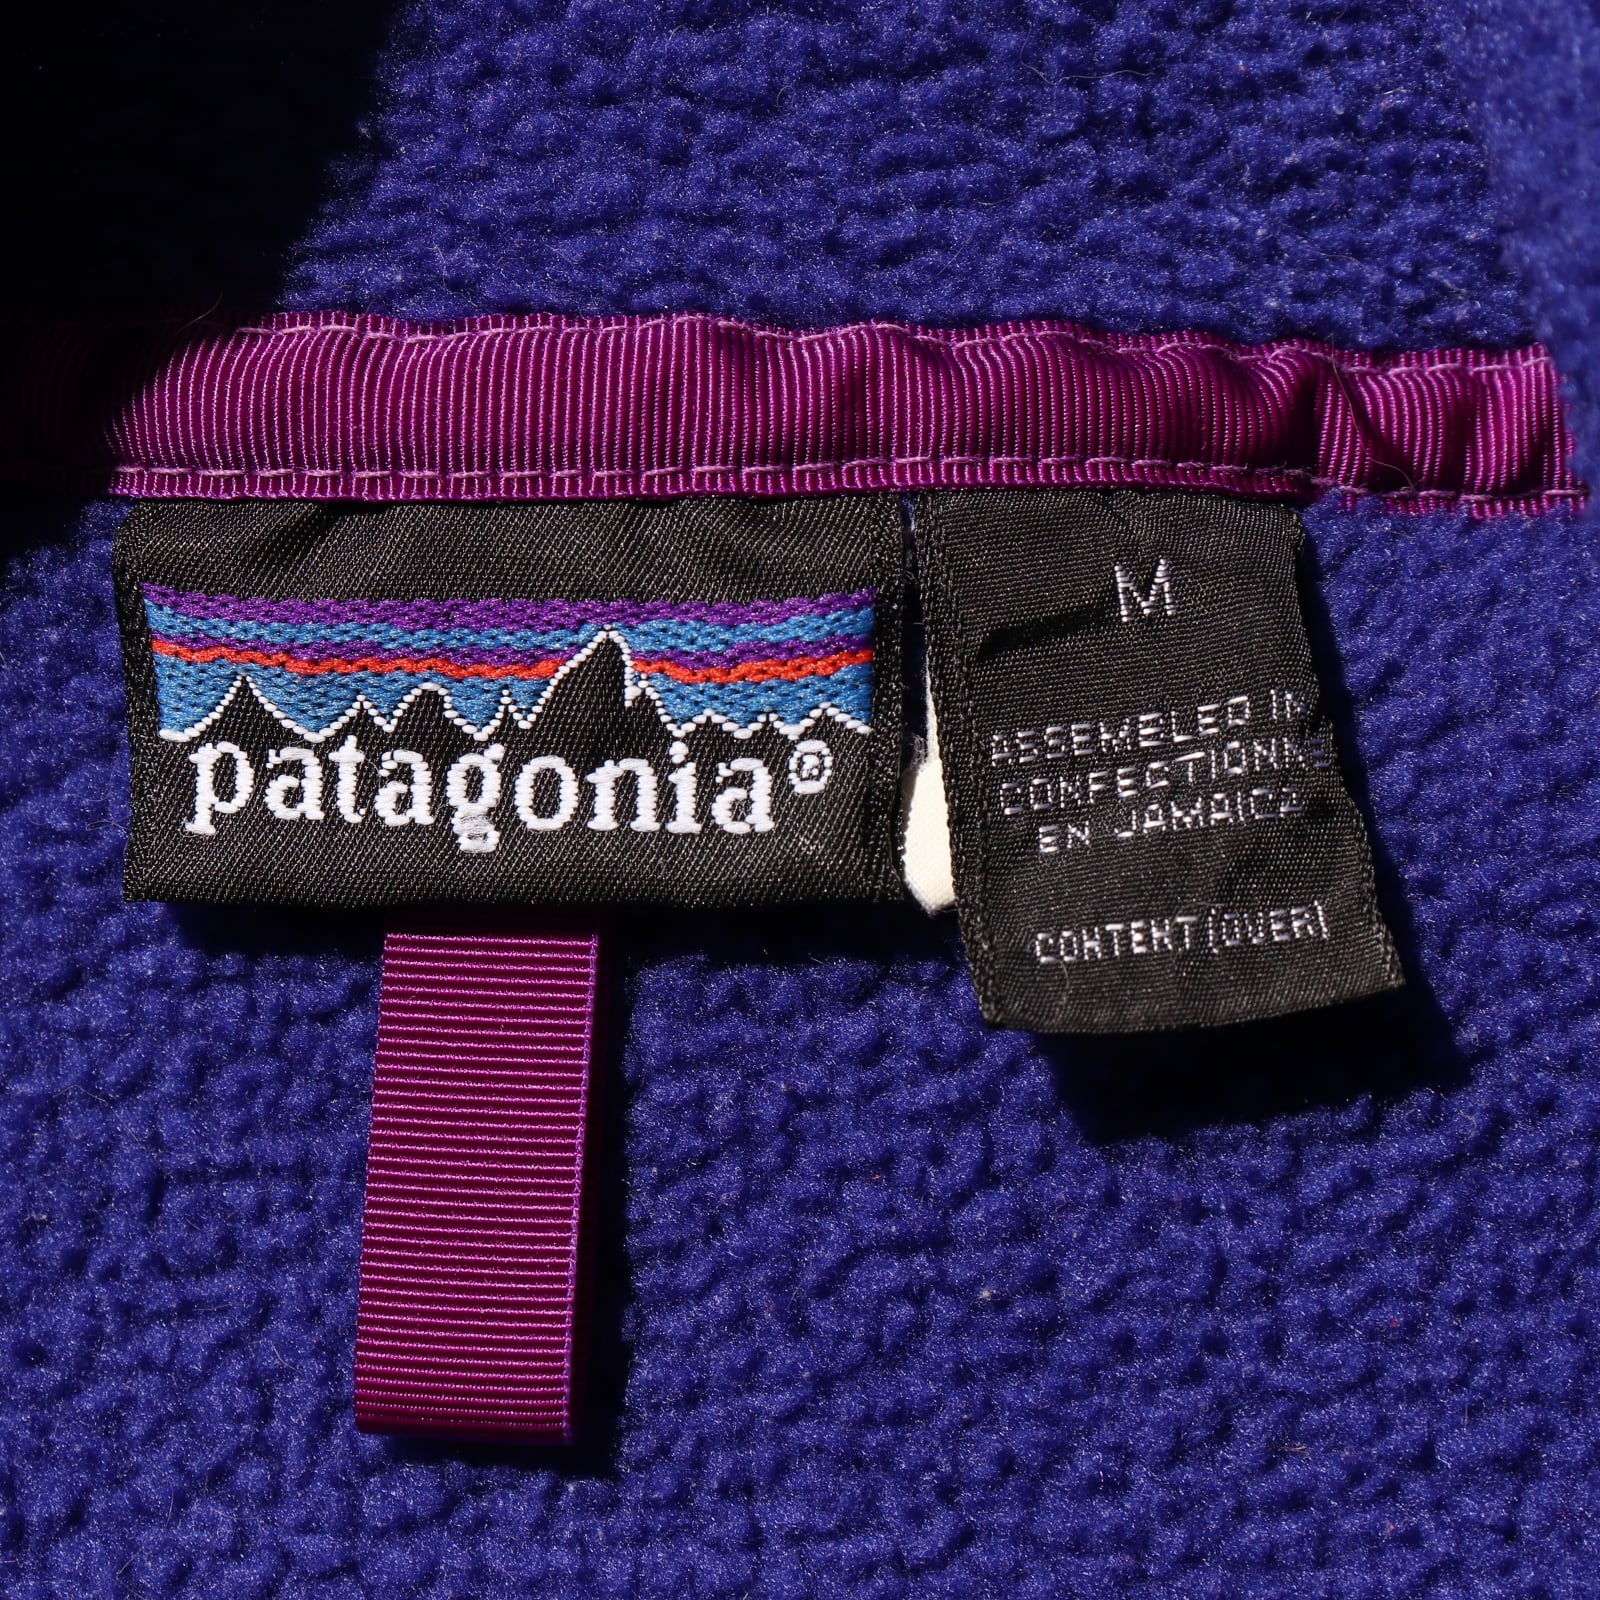 patagonia®
M
ASSEMBLED IN
CONFECTIONNE
EN JAMAICA
CONTENT (OVER)